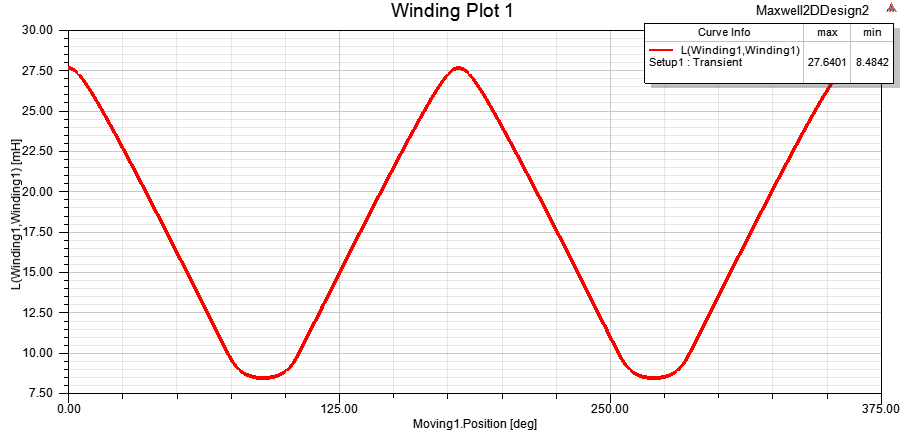 Winding Plot 1
Maxwell2DDesign2
Curve Info max min
L(Winding1,Winding1)
Setup1 : Transient 27.6401 8.4842
30.00
27.50
25.00
22.50
20.00
17.50
15.00
12.50
10.00
7.50
L(Winding1,Winding1) [mH]
0.00 125.00 250.00 375.00
Moving1.Position [deg]